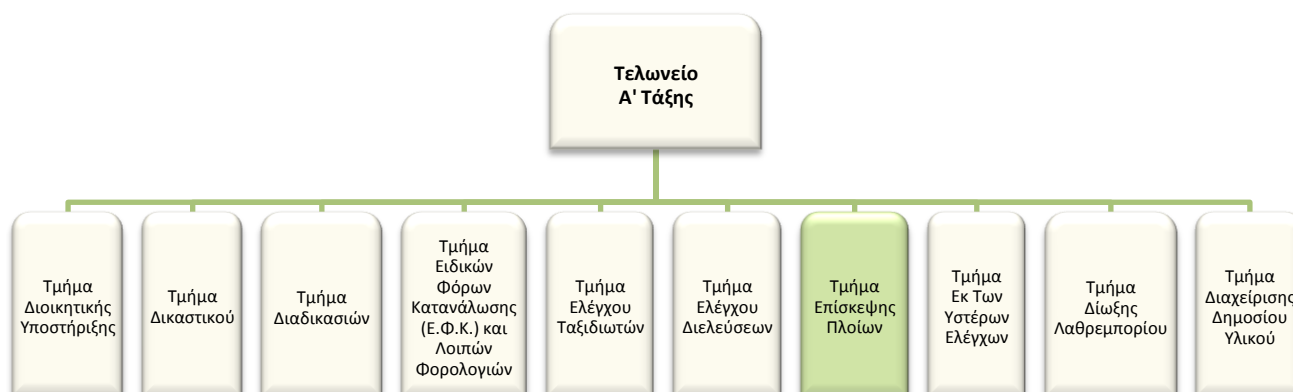 Τελωνείο
Α' Τάξης
Τμήμα
Διοικητικής
Υποστήριξης
Τμήμα
Δικαστικού
Τμήμα
Διαδικασιών
Τμήμα
Ειδικών
Φόρων
Κατανάλωσης
(Ε.Φ.Κ.) και
Λοιπών
Φορολογιών
Τμήμα
Ελέγχου
Ταξιδιωτών
Τμήμα
Ελέγχου
Διελεύσεων
Τμήμα
Επίσκεψης
Πλοίων
Τμήμα
Εκ Των
Υστέρων
Ελέγχων
Τμήμα
Δίωξης
Λαθρεμπορίου
Τμήμα
Διαχείρισης
Δημοσίου
Υλικού